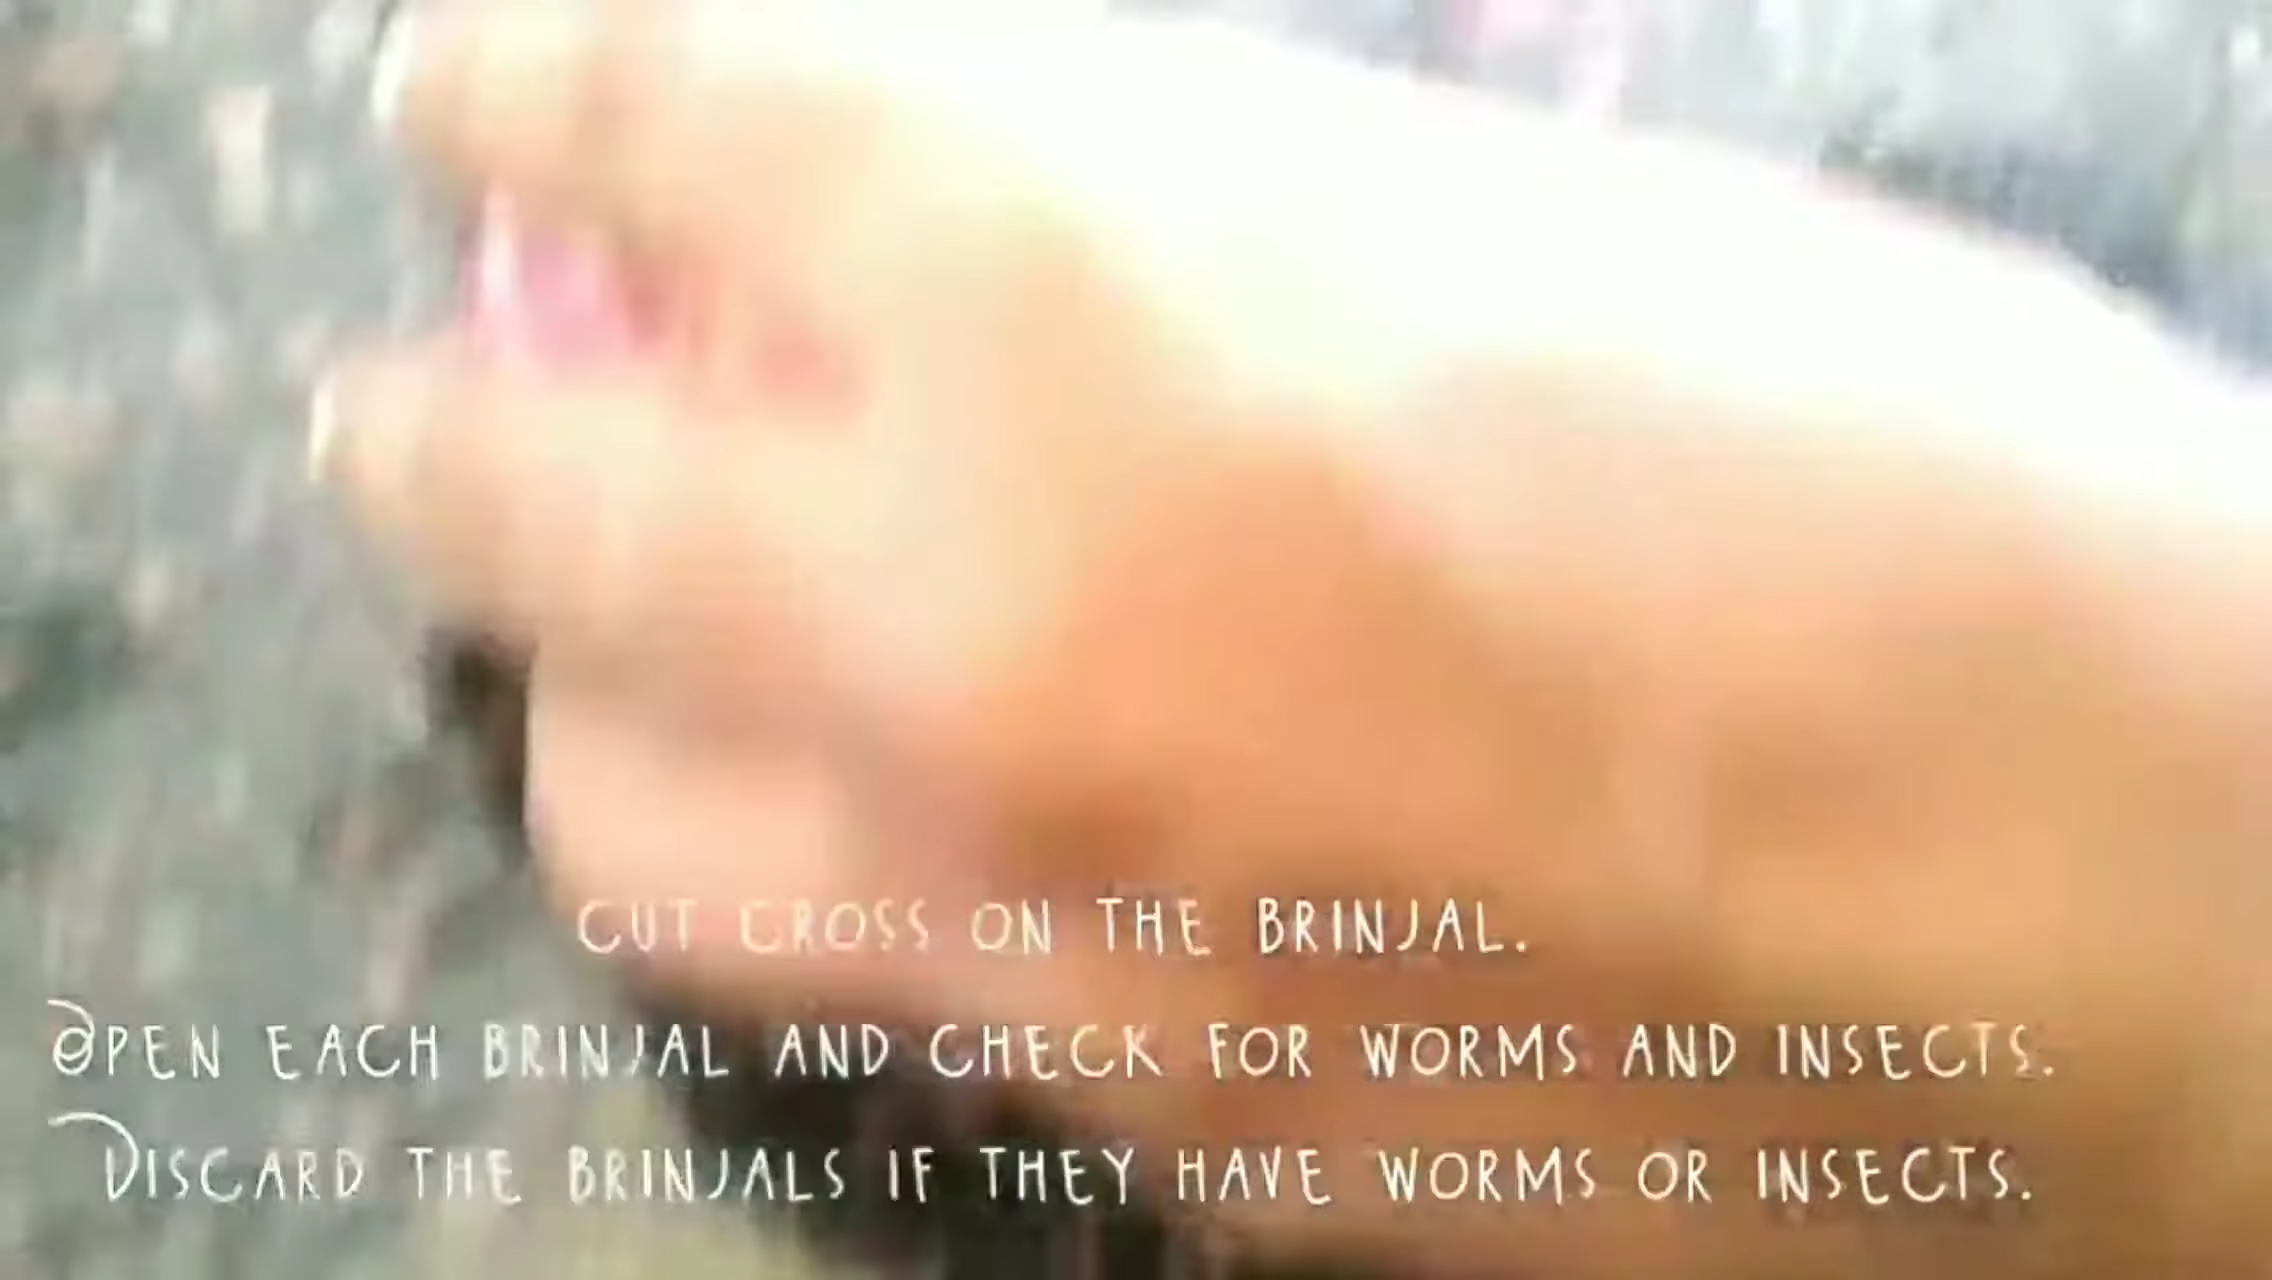 CUT CROSS ON THE BRINJAL.
OPEN EACH BRINJAL AND CHECK FOR WORMS AND INSECTS.
DISCARD THE BRINJALS IF THEY HAVE WORMS OR INSECTS.